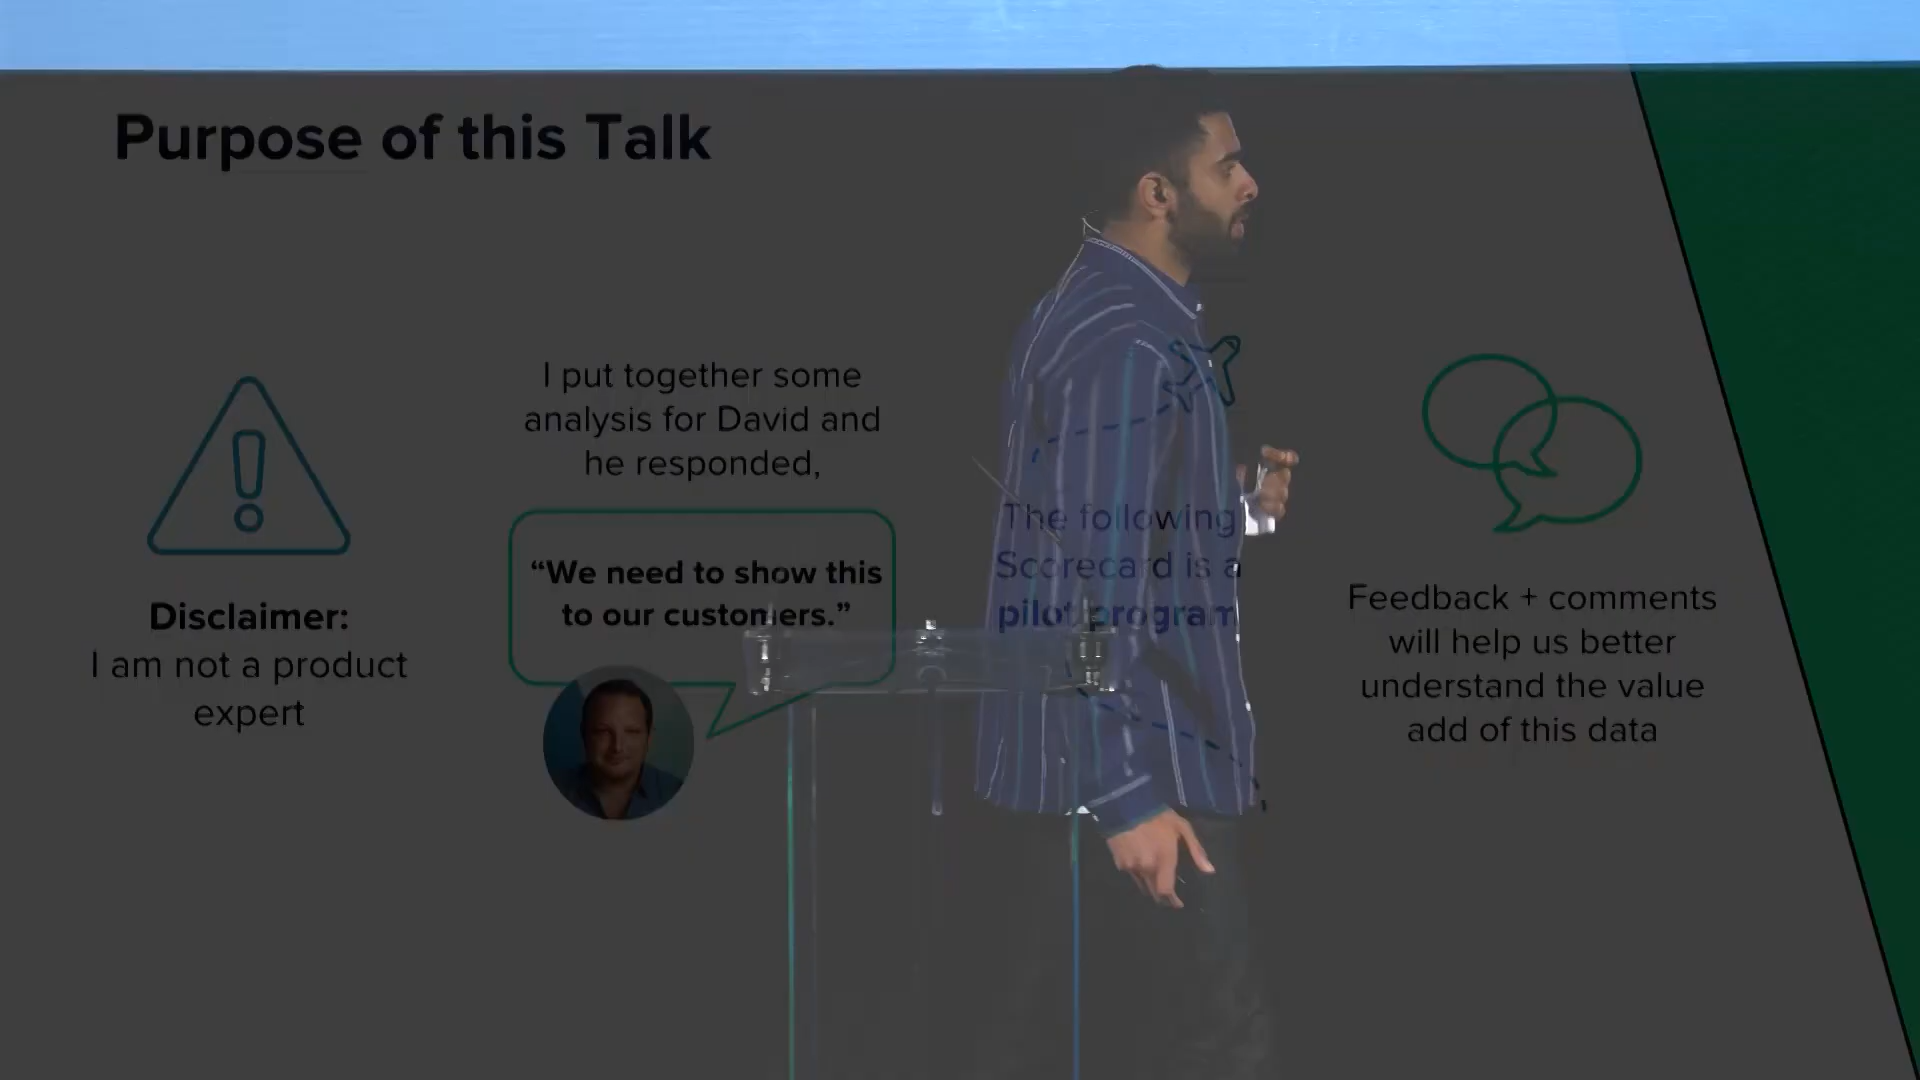 Purpose of this Talk
Disclaimer:
I am not a product
expert
I put together some
analysis for David and
he responded,
“We need to show this
to our customers.”
The following
Scorecard is a
pilot program
Feedback + comments
will help us better
understand the value
add of this data